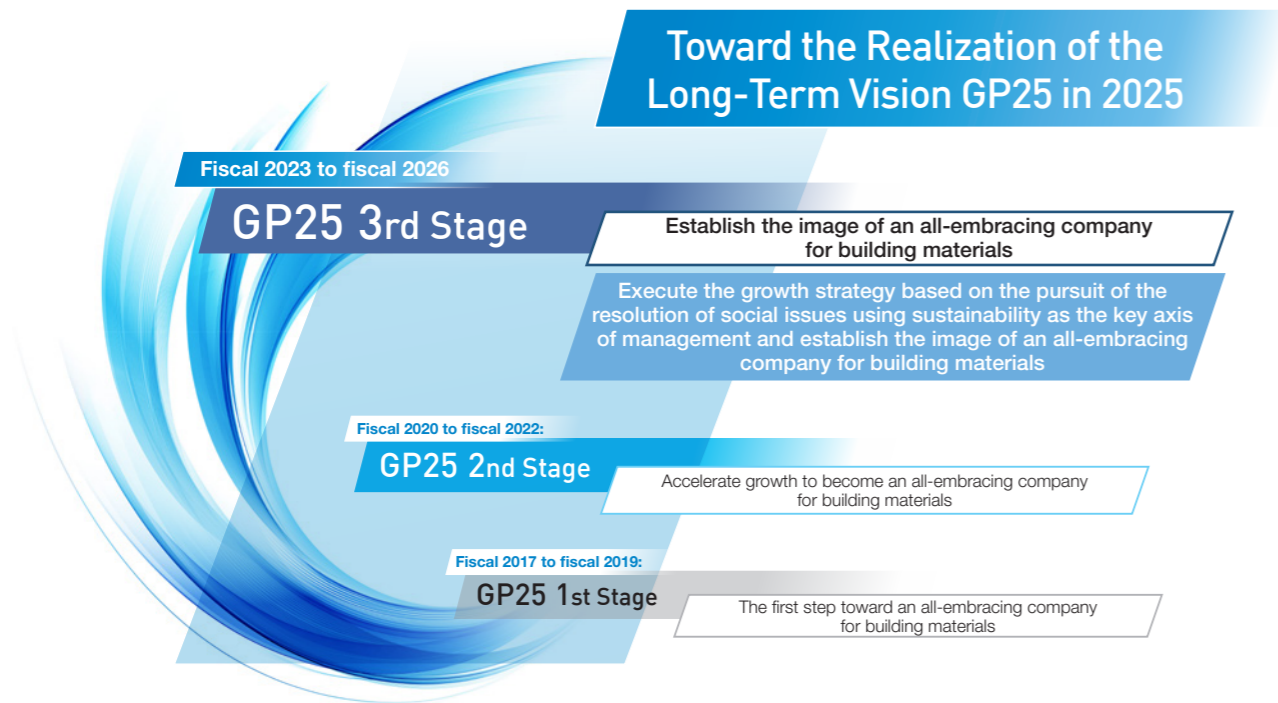 Toward the Realization of the
Long-Term Vision GP25 in 2025
Fiscal 2023 to fiscal 2026
GP25 3rd Stage
Establish the image of an all-embracing company
for building materials
Execute the growth strategy based on the pursuit of the
resolution of social issues using sustainability as the key axis
of management and establish the image of an all-embracing
company for building materials
Fiscal 2020 to fiscal 2022:
GP25 2nd Stage
Accelerate growth to become an all-embracing company
for building materials
Fiscal 2017 to fiscal 2019:
GP25 1st Stage
The first step toward an all-embracing company
for building materials